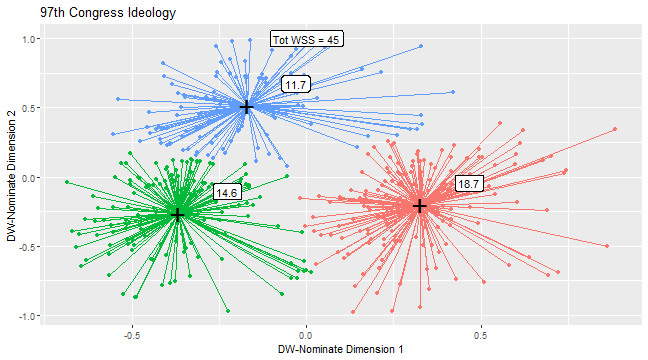 97th Congress Ideology
1.0
Tot WSS = 45
11.7
0.5
DW-Nominate Dimension 2
0.0
18.7
14.6
-0.5
-1.0
-0.5
0.0
0.5
DW-Nominate Dimension 1